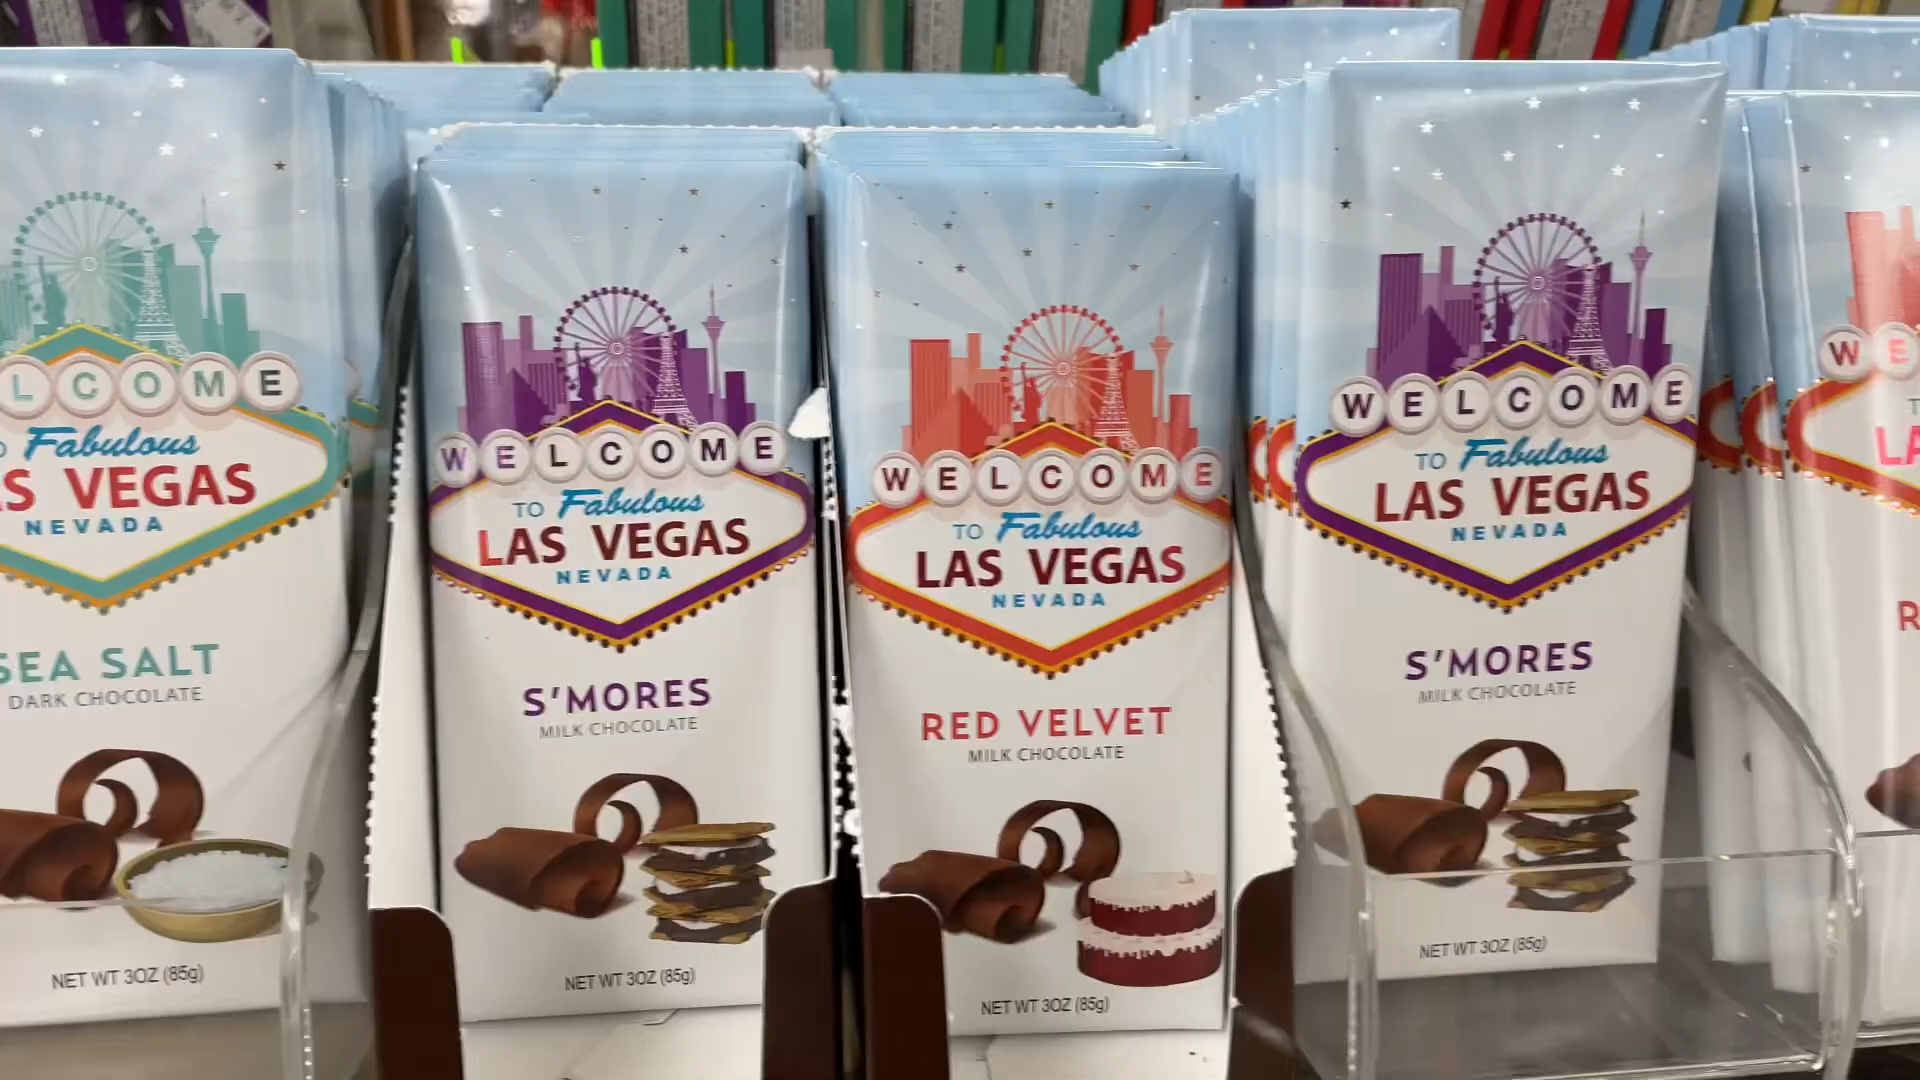 LCOME
Fabulous
VEGAS
NEVADA
SEA SALT
DARK CHOCOLATE
NET WT 3OZ (85g)
WELCOME
TO Fabulous
LAS VEGAS
NEVADA
S'MORES
MILK CHOCOLATE
NET WT 3OZ (85g)
WELCOME
TO Fabulous
LAS VEGAS
NEVADA
RED VELVET
MILK CHOCOLATE
NET WT 3OZ (85g)
WELCOME
TO Fabulous
LAS VEGAS
NEVADA
S'MORES
MILK CHOCOLATE
NET WT 3OZ (85g)
WE
LA
R